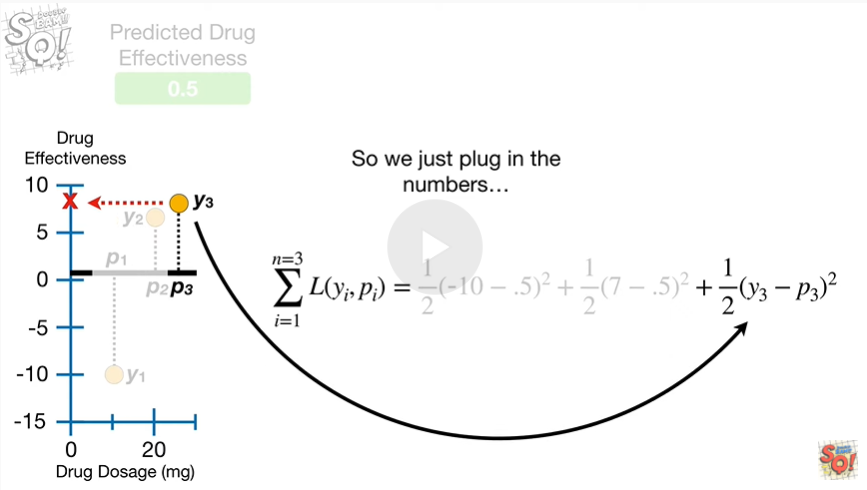 SQ!
Predicted Drug
Effectiveness
0.5
Drug
Effectiveness
So we just plug in the
numbers…
10
X
y₃
y₂
5
p₁
0
p₂
p₃
n=3
∑ L(yᵢ, pᵢ) = 1/2(-10 − .5)² + 1/2(7 − .5)² + 1/2(y₃ − p₃)²
i=1
-5
-10
y₁
-15
0
20
Drug Dosage (mg)
SQ!